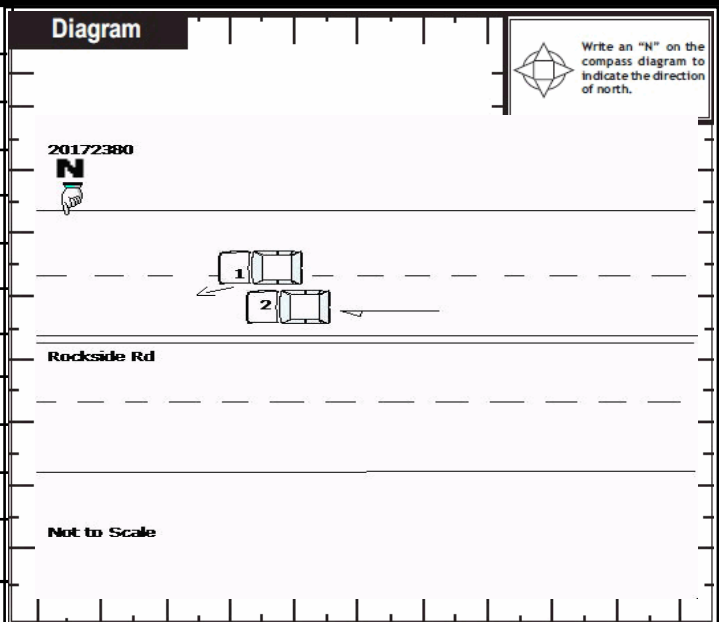 Diagram
Write an “N” on the
compass diagram to
indicate the direction
of north.
20172380
N
1
2
Rockside Rd
Not to Scale